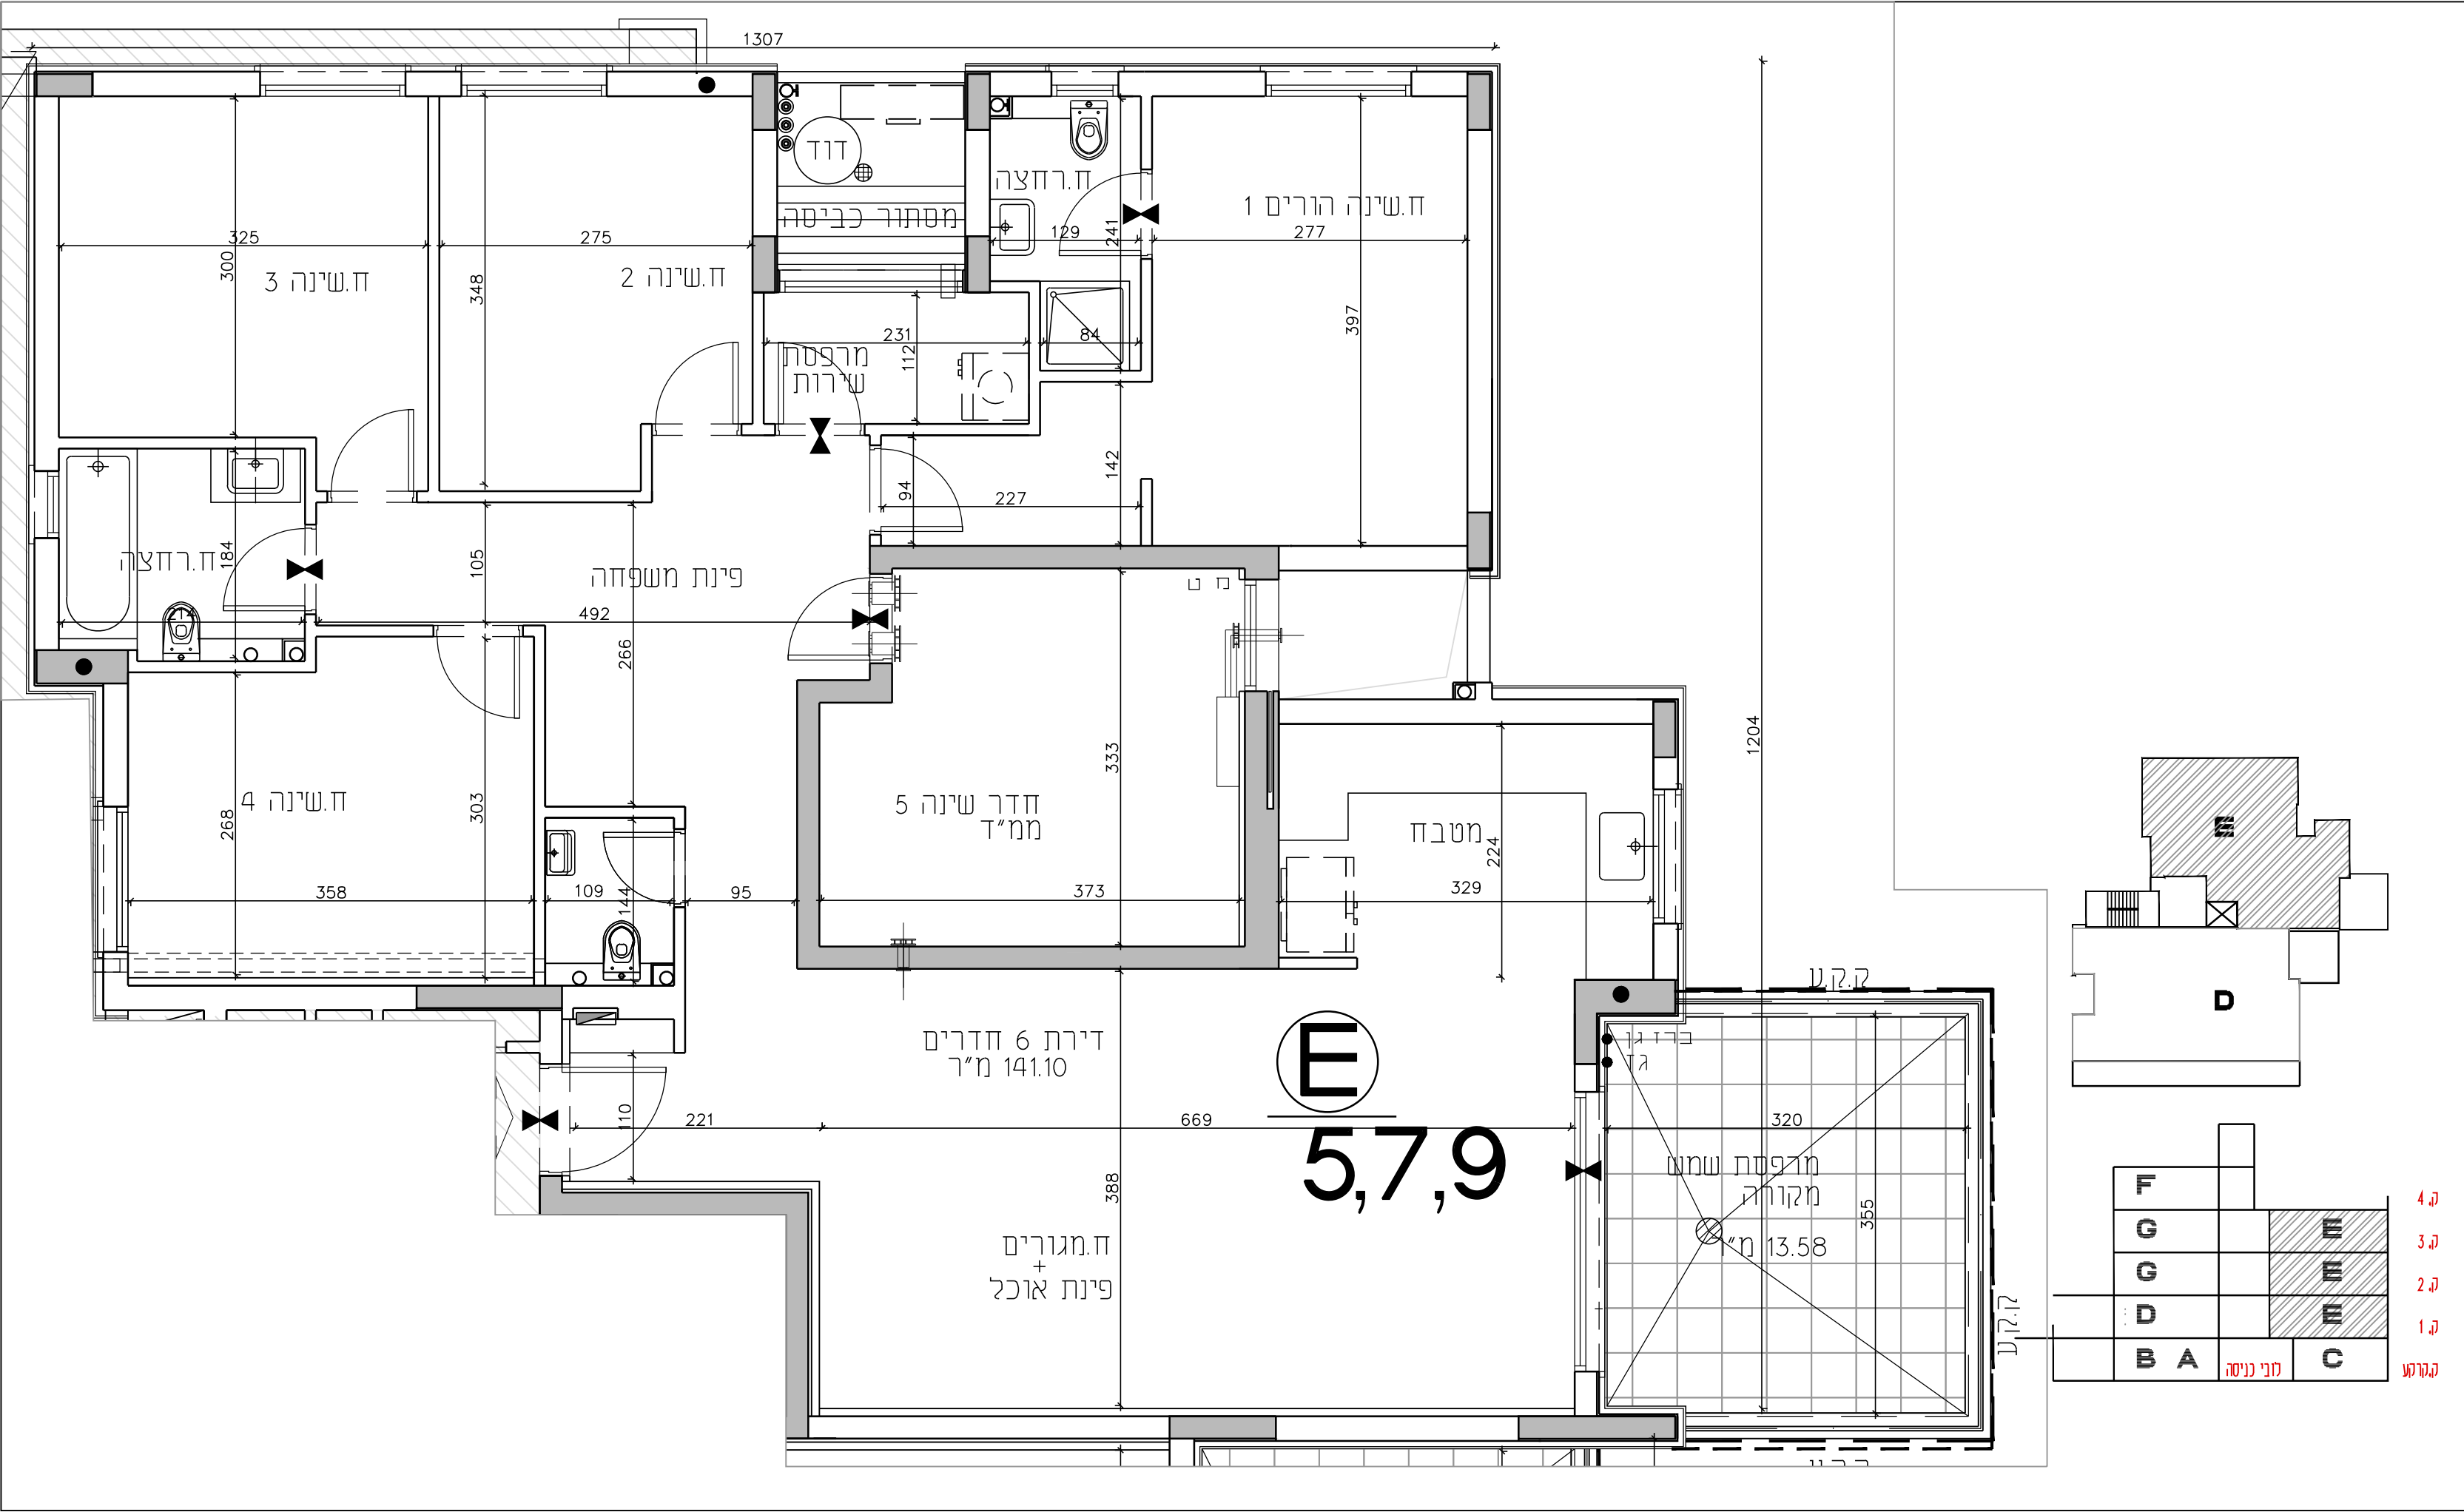 1307
דוד
מסתור כביסה
ח.רחצה
ח.שינה הורים 1
325
275
129
241
277
300
ח.שינה 3
348
ח.שינה 2
397
231
112
84
מרפסת
שירות
142
94
227
ח.רחצה
184
105
פינת משפחה
492
214
266
מ ט
1204
ח.שינה 4
268
303
358
109
144
95
חדר שינה 5
ממ"ד
333
373
מטבח
224
329
E
D
ק.ק.ע
דירת 6 חדרים
141.10 מ"ר
E
5,7,9
ברז גן
גז
110
221
669
388
320
מרפסת שמש
מקורה
355
13.58 מ"ר
ח.מגורים
+
פינת אוכל
ק.ק.ע
ק.ק.ע
F
ק. 4
G E
ק. 3
G E
ק. 2
D E
ק. 1
B A לובי כניסה C
ק.קרקע